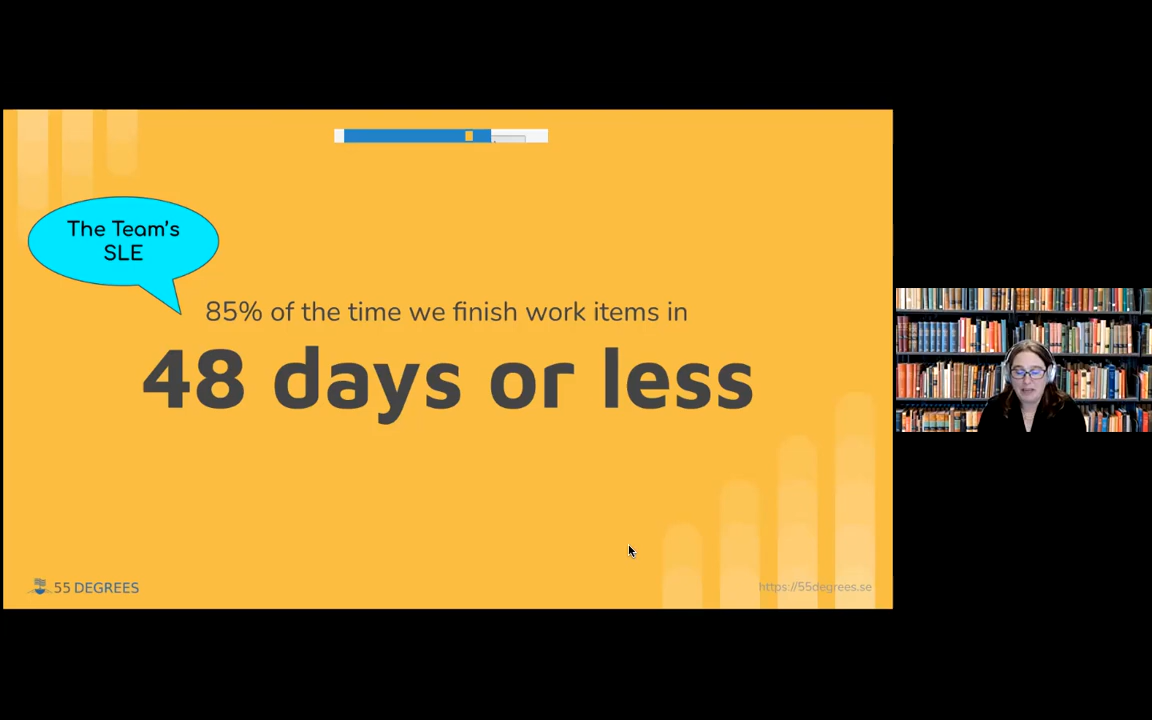 The Team's
SLE
85% of the time we finish work items in
48 days or less
55 DEGREES
https://55degrees.se